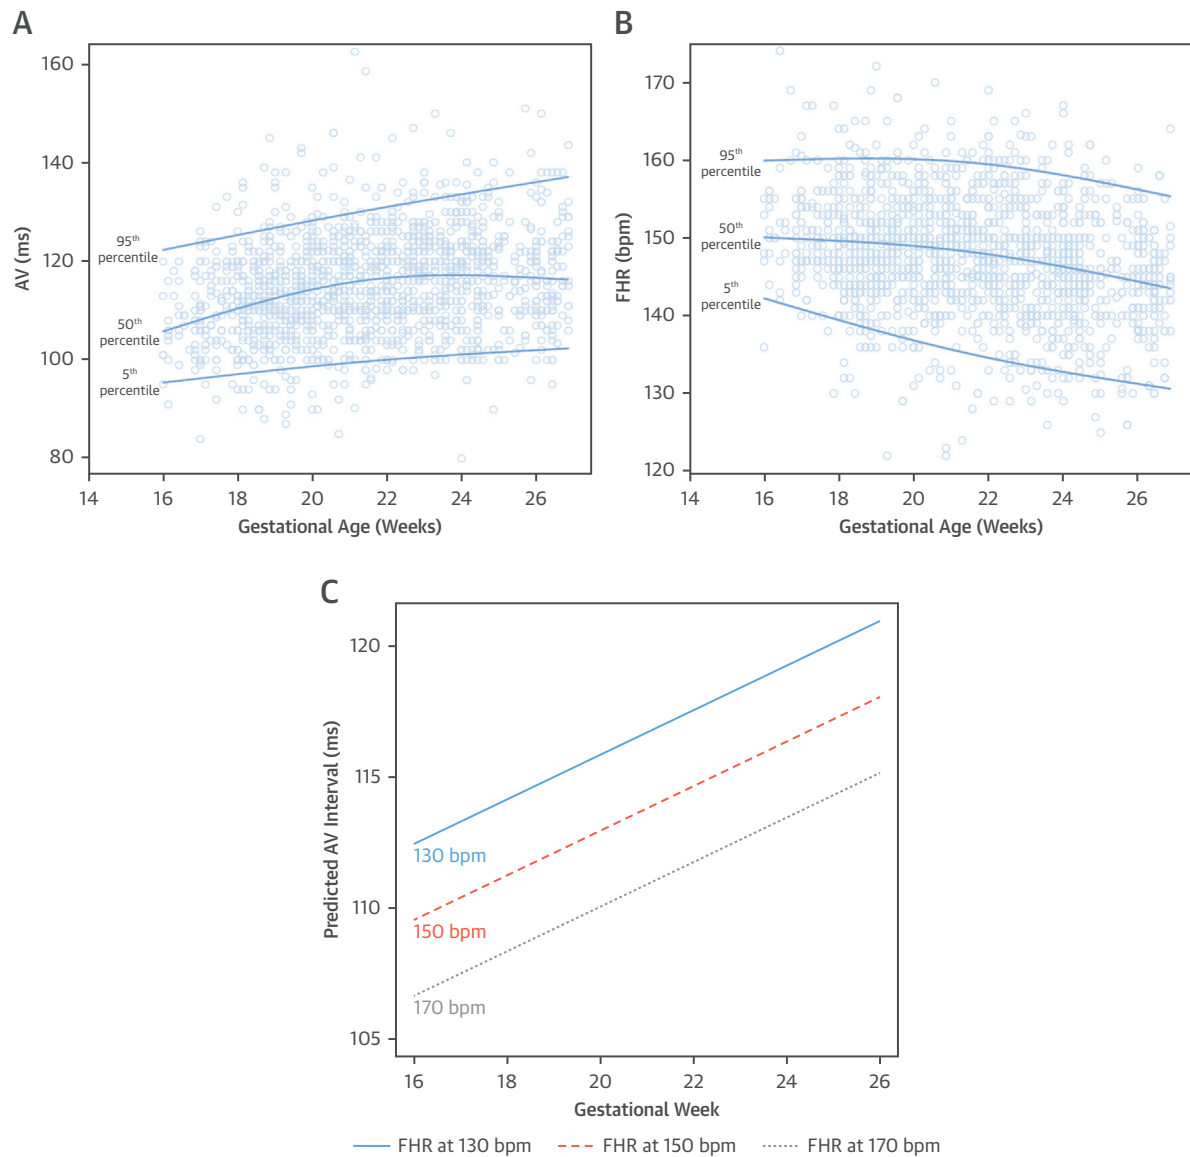 A
AV (ms)
160
140
120
100
80
95th
percentile
50th
percentile
5th
percentile
14 16 18 20 22 24 26
Gestational Age (Weeks)
B
FHR (bpm)
170
160
150
140
130
120
95th
percentile
50th
percentile
5th
percentile
14 16 18 20 22 24 26
Gestational Age (Weeks)
C
Predicted AV Interval (ms)
120
115
110
105
130 bpm
150 bpm
170 bpm
16 18 20 22 24 26
Gestational Week
FHR at 130 bpm FHR at 150 bpm FHR at 170 bpm